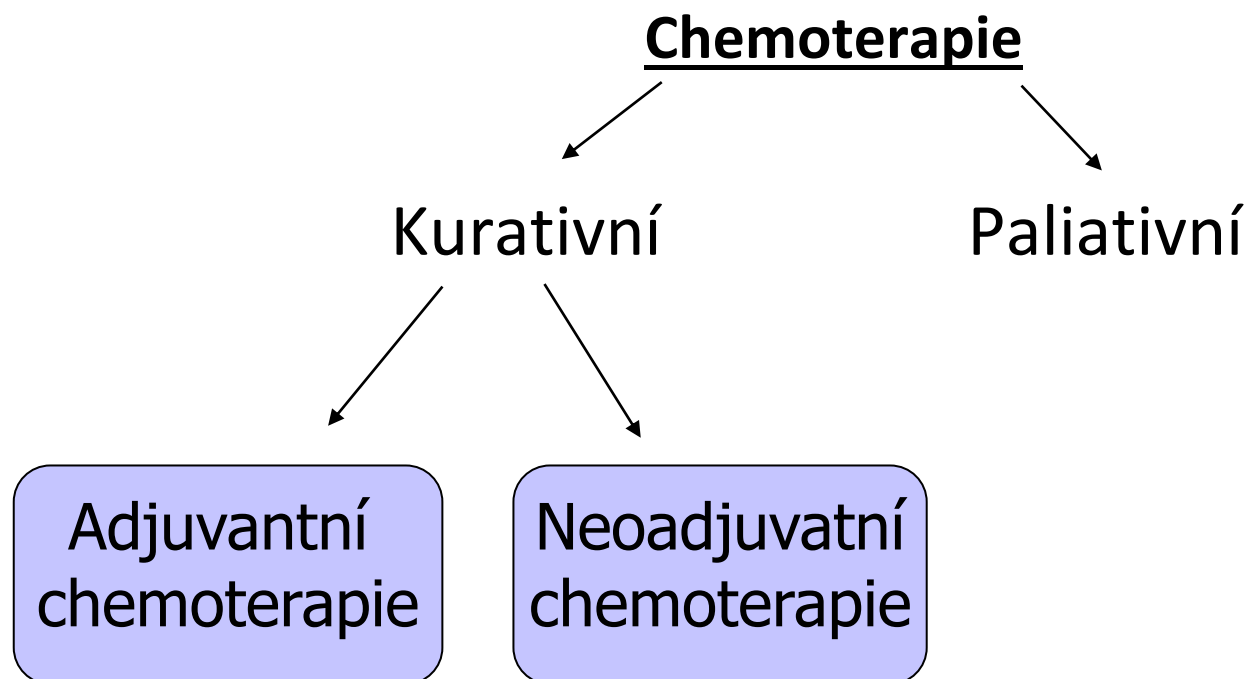 Chemoterapie
Kurativní
Paliativní
Adjuvantní
chemoterapie
Neoadjuvatní
chemoterapie